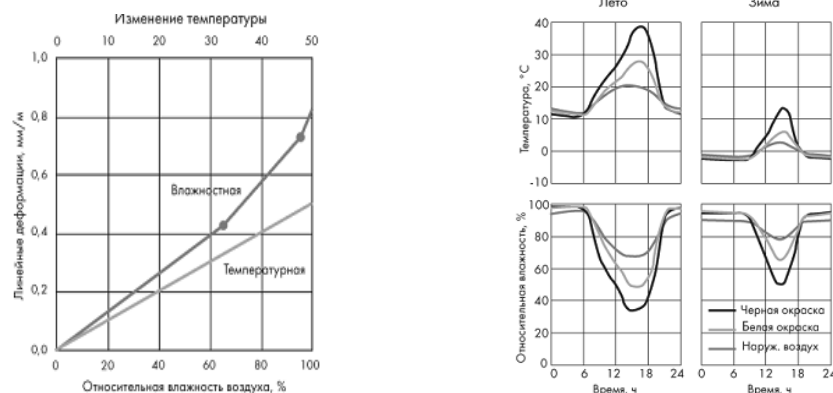 Изменение температуры
0 10 20 30 40 50
Линейные деформации, мм/м
1,0
0,8
0,6
0,4
0,2
0,0
Влажностная
Температурная
0 20 40 60 80 100
Относительная влажность воздуха, %
Лето
Зима
Температура, °С
40
30
20
10
0
-10
Относительная влажность, %
100
80
60
40
20
0
Черная окраска
Белая окраска
Наруж. воздух
0 6 12 18 24
0 6 12 18 24
Время, ч
Время, ч